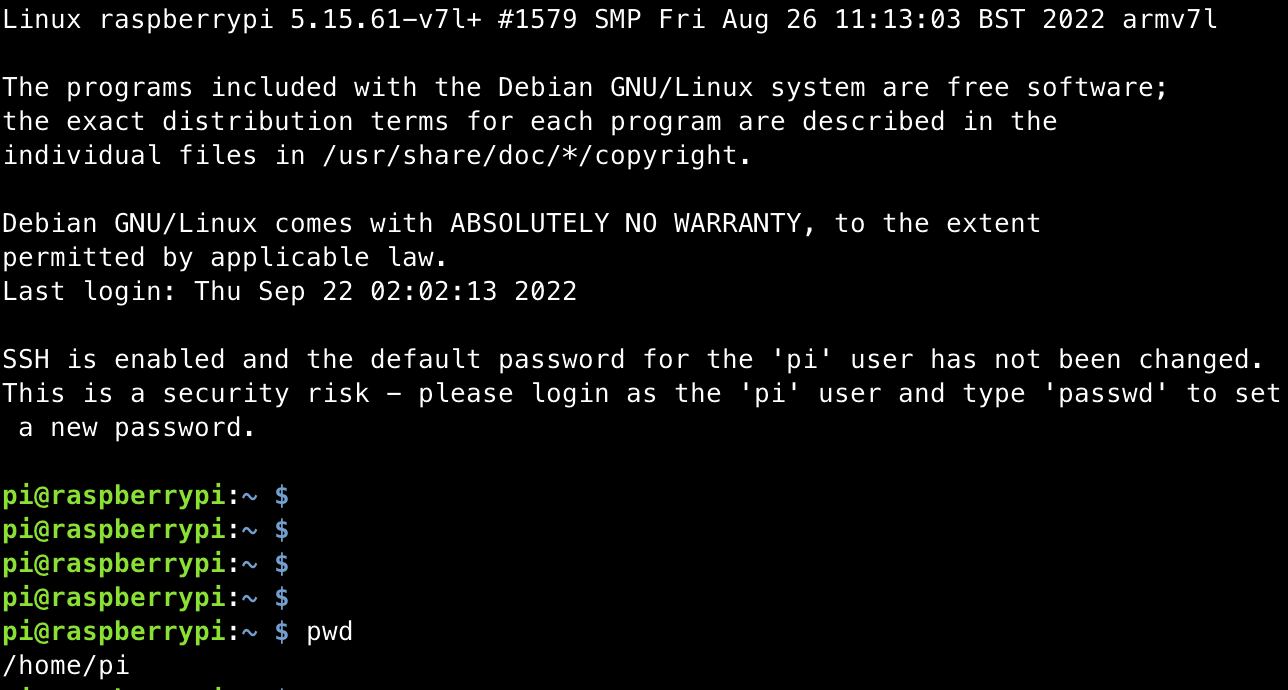 Linux raspberrypi 5.15.61-v7l+ #1579 SMP Fri Aug 26 11:13:03 BST 2022 armv7l
The programs included with the Debian GNU/Linux system are free software;
the exact distribution terms for each program are described in the
individual files in /usr/share/doc/*/copyright.
Debian GNU/Linux comes with ABSOLUTELY NO WARRANTY, to the extent
permitted by applicable law.
Last login: Thu Sep 22 02:02:13 2022
SSH is enabled and the default password for the 'pi' user has not been changed.
This is a security risk - please login as the 'pi' user and type 'passwd' to set
 a new password.
pi@raspberrypi:~ $
pi@raspberrypi:~ $
pi@raspberrypi:~ $
pi@raspberrypi:~ $
pi@raspberrypi:~ $ pwd
/home/pi